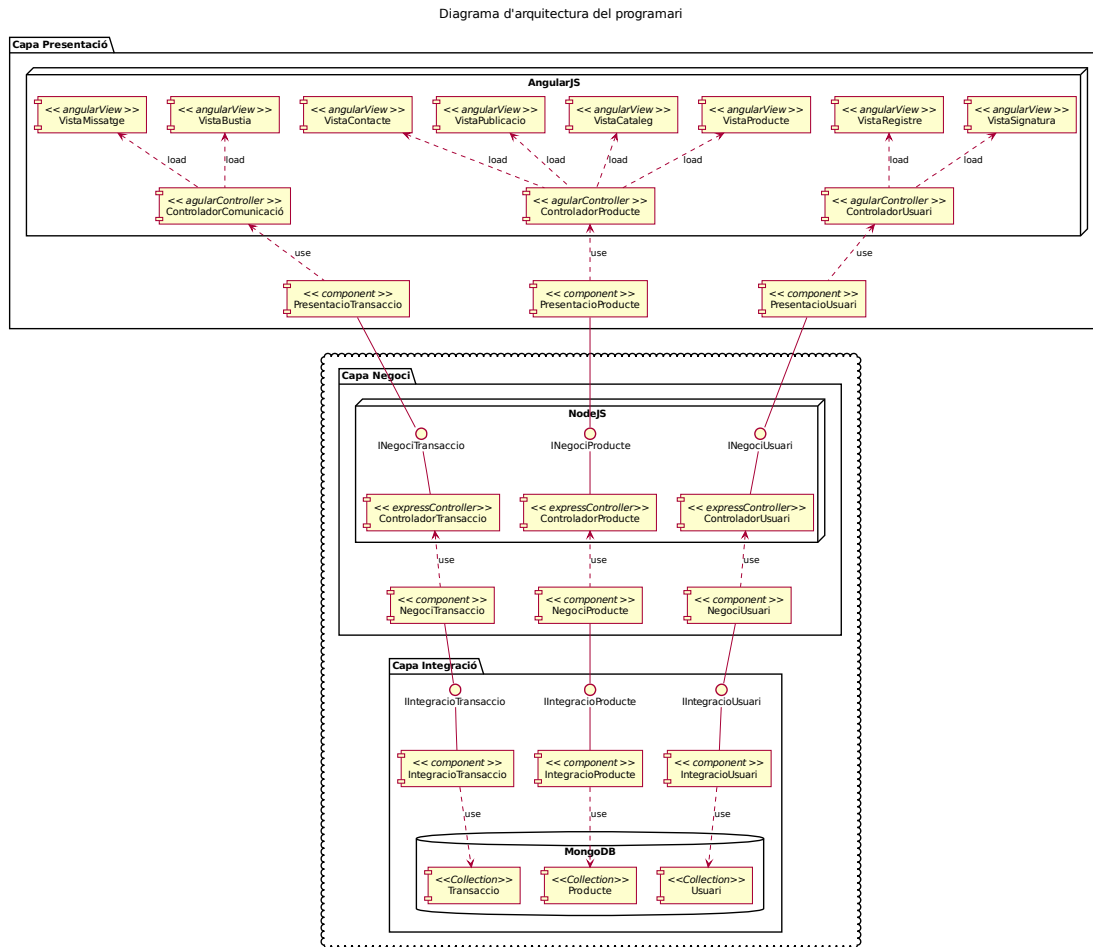 Diagrama d'arquitectura del programari
Capa Presentació
AngularJS
<< angularView >>
VistaMissatge
<< angularView >>
VistaBustia
<< angularView >>
VistaContacte
<< angularView >>
VistaPublicacio
<< angularView >>
VistaCataleg
<< angularView >>
VistaProducte
<< angularView >>
VistaRegistre
<< angularView >>
VistaSignatura
load
load
load
load
load
load
load
load
<< agularController >>
ControladorComunicació
<< agularController >>
ControladorProducte
<< agularController >>
ControladorUsuari
use
use
use
<< component >>
PresentacioTransaccio
<< component >>
PresentacioProducte
<< component >>
PresentacioUsuari
Capa Negoci
NodeJS
INegociTransaccio
INegociProducte
INegociUsuari
<< expressController>>
ControladorTransaccio
<< expressController>>
ControladorProducte
<< expressController>>
ControladorUsuari
use
use
use
<< component >>
NegociTransaccio
<< component >>
NegociProducte
<< component >>
NegociUsuari
Capa Integració
IIntegracioTransaccio
IIntegracioProducte
IIntegracioUsuari
<< component >>
IntegracioTransaccio
<< component >>
IntegracioProducte
<< component >>
IntegracioUsuari
use
use
use
MongoDB
<<Collection>>
Transaccio
<<Collection>>
Producte
<<Collection>>
Usuari